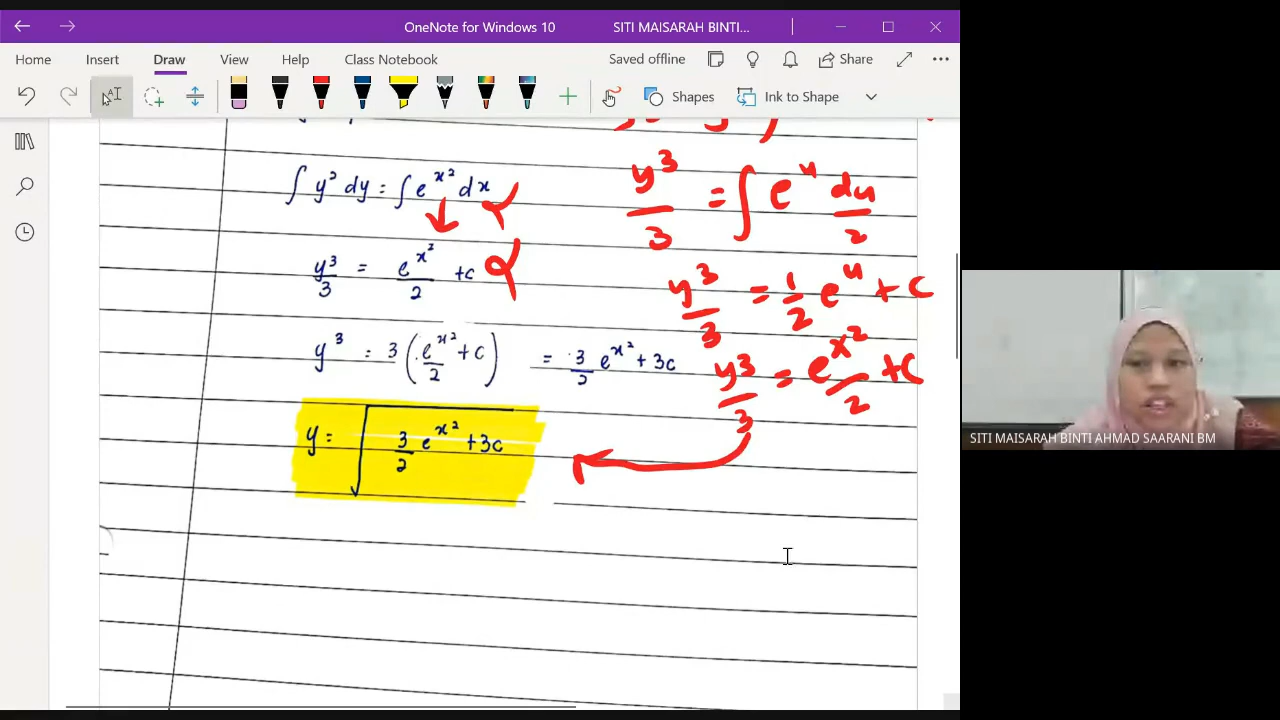 OneNote for Windows 10 SITI MAISARAH BINTI...
Home Insert Draw View Help Class Notebook Saved offline Share
Shapes Ink to Shape
∫ y² dy = ∫ e^x² dx
y³/3 = e^x²/2 + c
y³ = 3 (e^x²/2 + c) = 3/2 e^x² + 3c
y = √ 3/2 e^x² + 3c
y³/3 = ∫ e^u du/2
y³/3 = 1/2 e^u + c
y³/3 = e^x²/2 + c
SITI MAISARAH BINTI AHMAD SAARANI BM